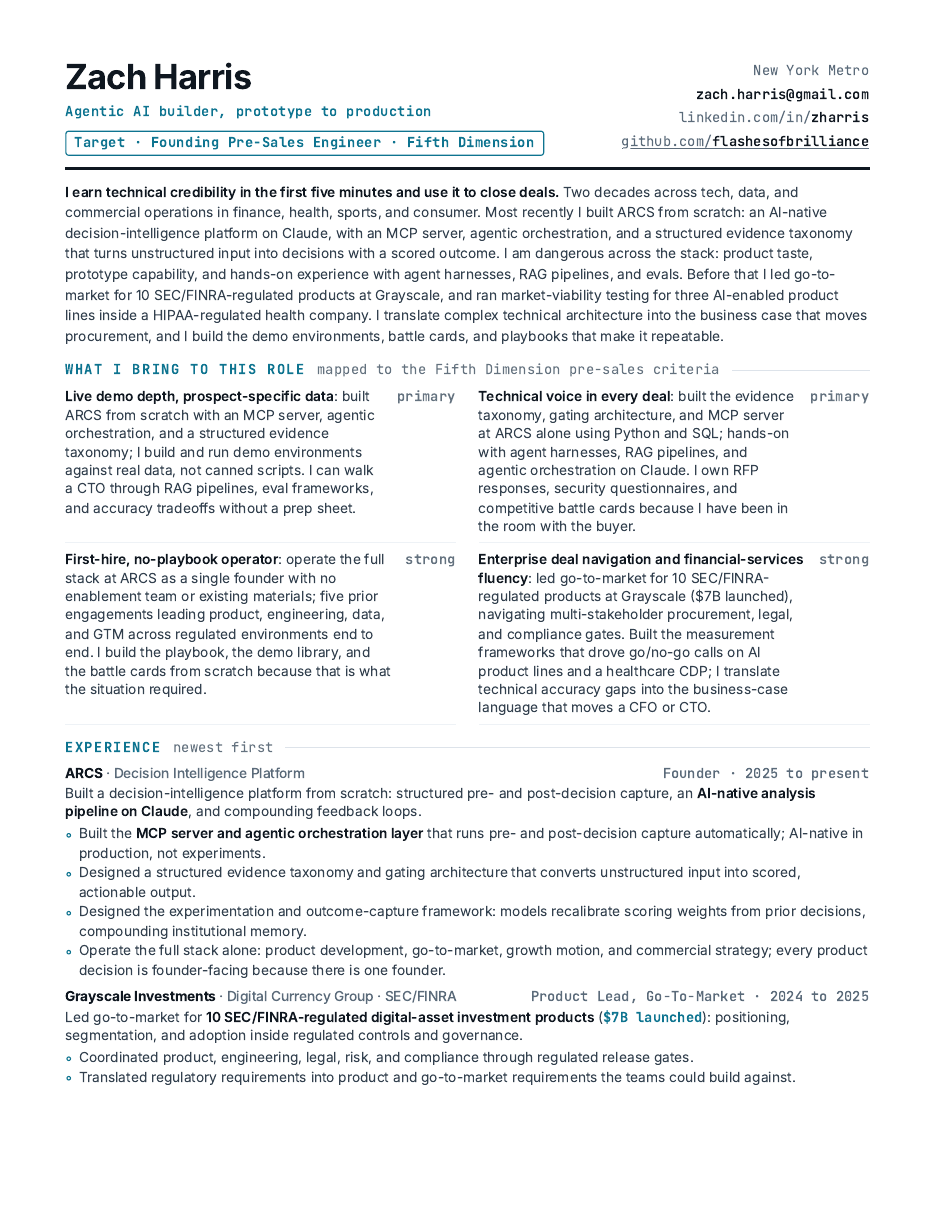 Zach Harris
Agentic AI builder, prototype to production
Target · Founding Pre-Sales Engineer · Fifth Dimension
New York Metro
zach.harris@gmail.com
linkedin.com/in/zharris
github.com/flashesofbrilliance
I earn technical credibility in the first five minutes and use it to close deals. Two decades across tech, data, and
commercial operations in finance, health, sports, and consumer. Most recently I built ARCS from scratch: an AI-native
decision-intelligence platform on Claude, with an MCP server, agentic orchestration, and a structured evidence taxonomy
that turns unstructured input into decisions with a scored outcome. I am dangerous across the stack: product taste,
prototype capability, and hands-on experience with agent harnesses, RAG pipelines, and evals. Before that I led go-to-
market for 10 SEC/FINRA-regulated products at Grayscale, and ran market-viability testing for three AI-enabled product
lines inside a HIPAA-regulated health company. I translate complex technical architecture into the business case that moves
procurement, and I build the demo environments, battle cards, and playbooks that make it repeatable.
WHAT I BRING TO THIS ROLE mapped to the Fifth Dimension pre-sales criteria
Live demo depth, prospect-specific data: built primary
ARCS from scratch with an MCP server, agentic
orchestration, and a structured evidence
taxonomy; I build and run demo environments
against real data, not canned scripts. I can walk
a CTO through RAG pipelines, eval frameworks,
and accuracy tradeoffs without a prep sheet.
Technical voice in every deal: built the evidence primary
taxonomy, gating architecture, and MCP server
at ARCS alone using Python and SQL; hands-on
with agent harnesses, RAG pipelines, and
agentic orchestration on Claude. I own RFP
responses, security questionnaires, and
competitive battle cards because I have been in
the room with the buyer.
First-hire, no-playbook operator: operate the full strong
stack at ARCS as a single founder with no
enablement team or existing materials; five prior
engagements leading product, engineering, data,
and GTM across regulated environments end to
end. I build the playbook, the demo library, and
the battle cards from scratch because that is what
the situation required.
Enterprise deal navigation and financial-services strong
fluency: led go-to-market for 10 SEC/FINRA-
regulated products at Grayscale ($7B launched),
navigating multi-stakeholder procurement, legal,
and compliance gates. Built the measurement
frameworks that drove go/no-go calls on AI
product lines and a healthcare CDP; I translate
technical accuracy gaps into the business-case
language that moves a CFO or CTO.
EXPERIENCE newest first
ARCS · Decision Intelligence Platform Founder · 2025 to present
Built a decision-intelligence platform from scratch: structured pre- and post-decision capture, an AI-native analysis
pipeline on Claude, and compounding feedback loops.
Built the MCP server and agentic orchestration layer that runs pre- and post-decision capture automatically; AI-native in
production, not experiments.
Designed a structured evidence taxonomy and gating architecture that converts unstructured input into scored,
actionable output.
Designed the experimentation and outcome-capture framework: models recalibrate scoring weights from prior decisions,
compounding institutional memory.
Operate the full stack alone: product development, go-to-market, growth motion, and commercial strategy; every product
decision is founder-facing because there is one founder.
Grayscale Investments · Digital Currency Group · SEC/FINRA Product Lead, Go-To-Market · 2024 to 2025
Led go-to-market for 10 SEC/FINRA-regulated digital-asset investment products ($7B launched): positioning,
segmentation, and adoption inside regulated controls and governance.
Coordinated product, engineering, legal, risk, and compliance through regulated release gates.
Translated regulatory requirements into product and go-to-market requirements the teams could build against.